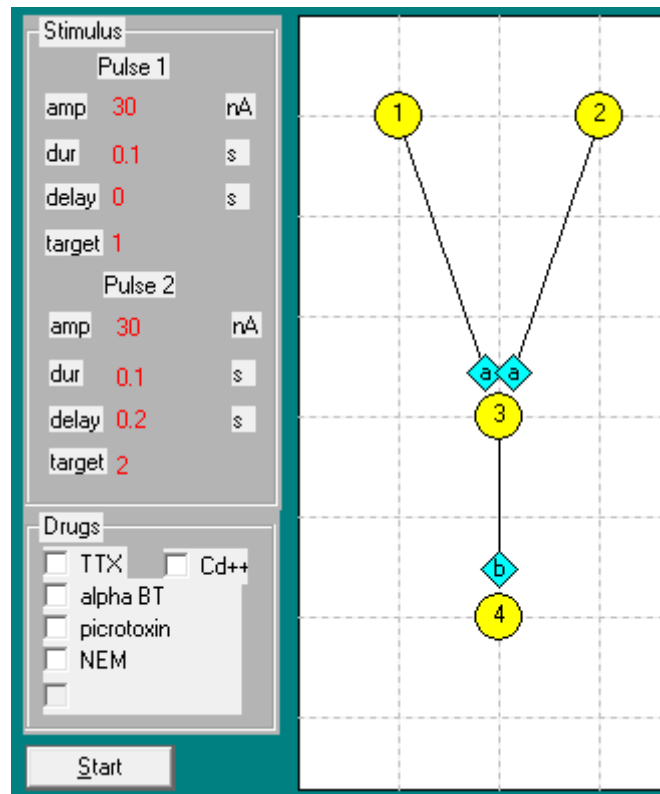 Stimulus
Pulse 1
amp 30 nA
dur 0.1 s
delay 0 s
target 1
Pulse 2
amp 30 nA
dur 0.1 s
delay 0.2 s
target 2
Drugs
TTX Cd++
alpha BT
picrotoxin
NEM
Start
1 2
a a
3
b
4